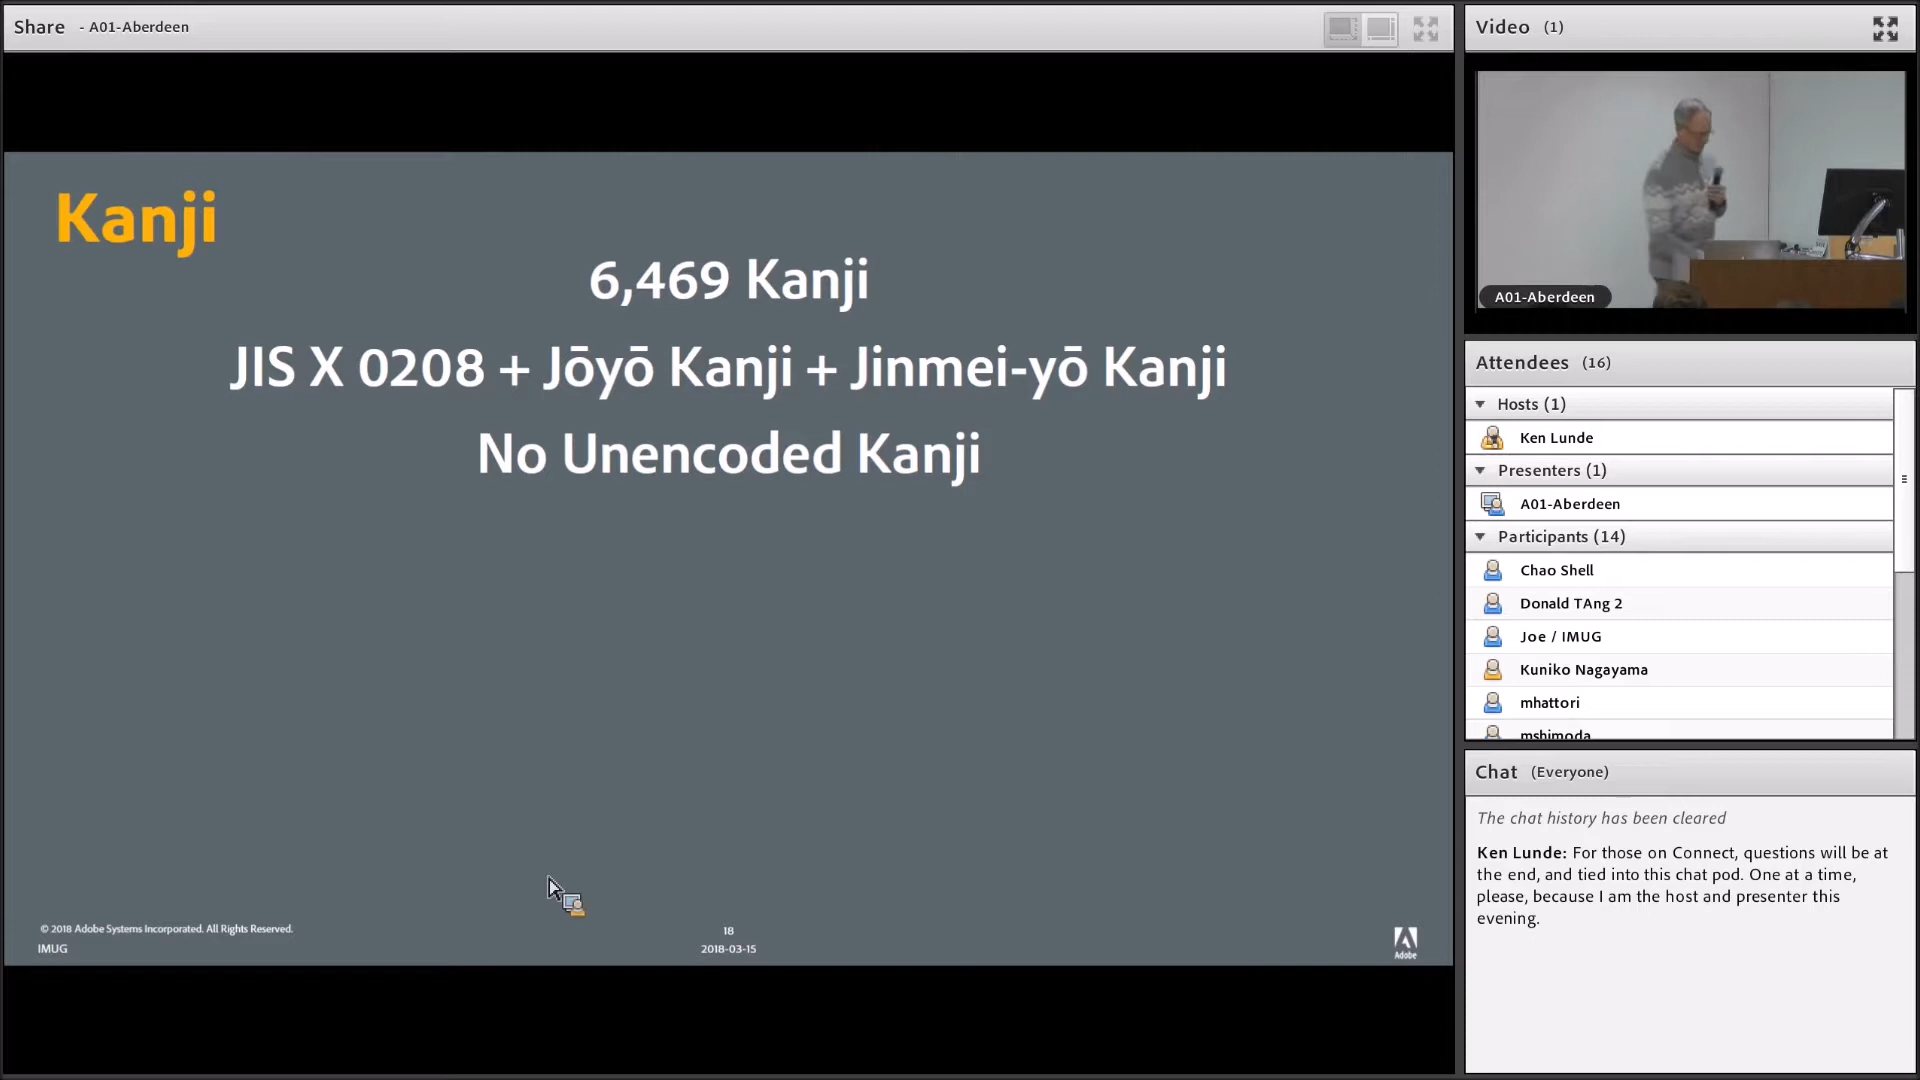 Share - A01-Aberdeen
Kanji
6,469 Kanji
JIS X 0208 + Jōyō Kanji + Jinmei-yō Kanji
No Unencoded Kanji
© 2018 Adobe Systems Incorporated. All Rights Reserved.
IMUG
18
2018-03-15
Adobe
Video (1)
A01-Aberdeen
Attendees (16)
Hosts (1)
Ken Lunde
Presenters (1)
A01-Aberdeen
Participants (14)
Chao Shell
Donald TAng 2
Joe / IMUG
Kuniko Nagayama
mhattori
mshimoda
Chat (Everyone)
The chat history has been cleared
Ken Lunde: For those on Connect, questions will be at
the end, and tied into this chat pod. One at a time,
please, because I am the host and presenter this
evening.